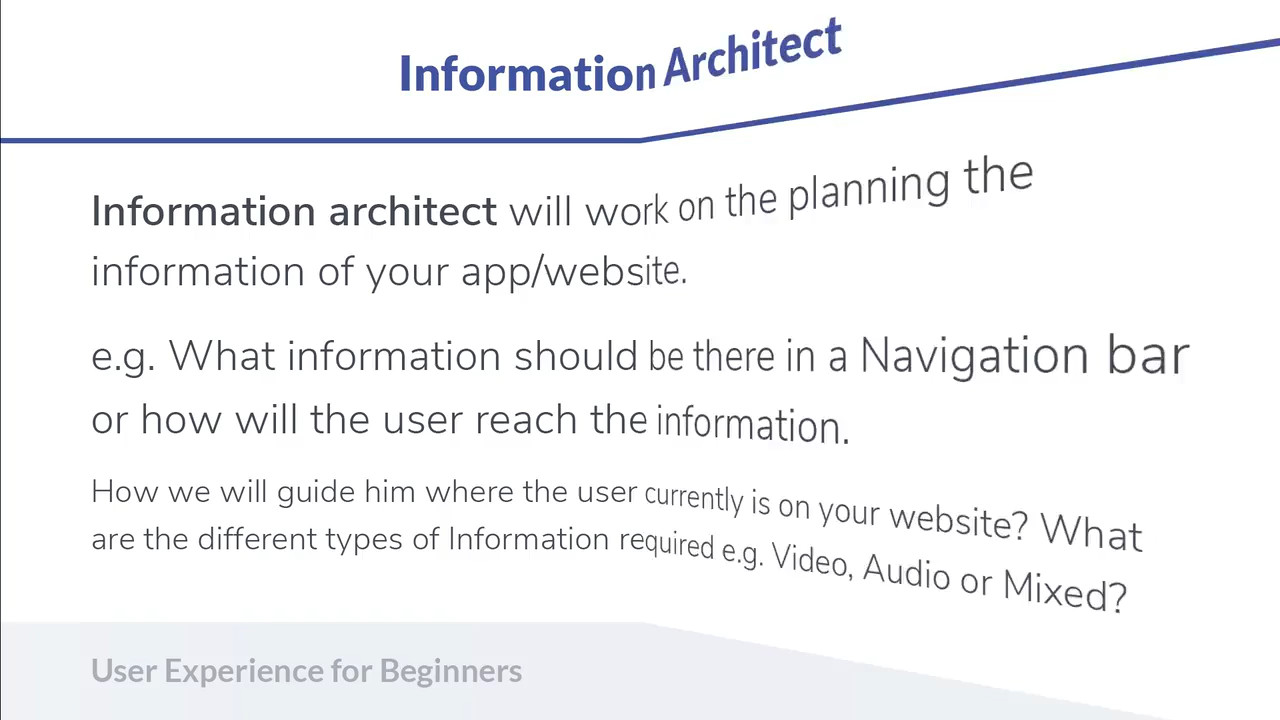 Information Architect
Information architect will work on the planning the
information of your app/website.
e.g. What information should be there in a Navigation bar
or how will the user reach the information.
How we will guide him where the user currently is on your website? What
are the different types of Information required e.g. Video, Audio or Mixed?
User Experience for Beginners